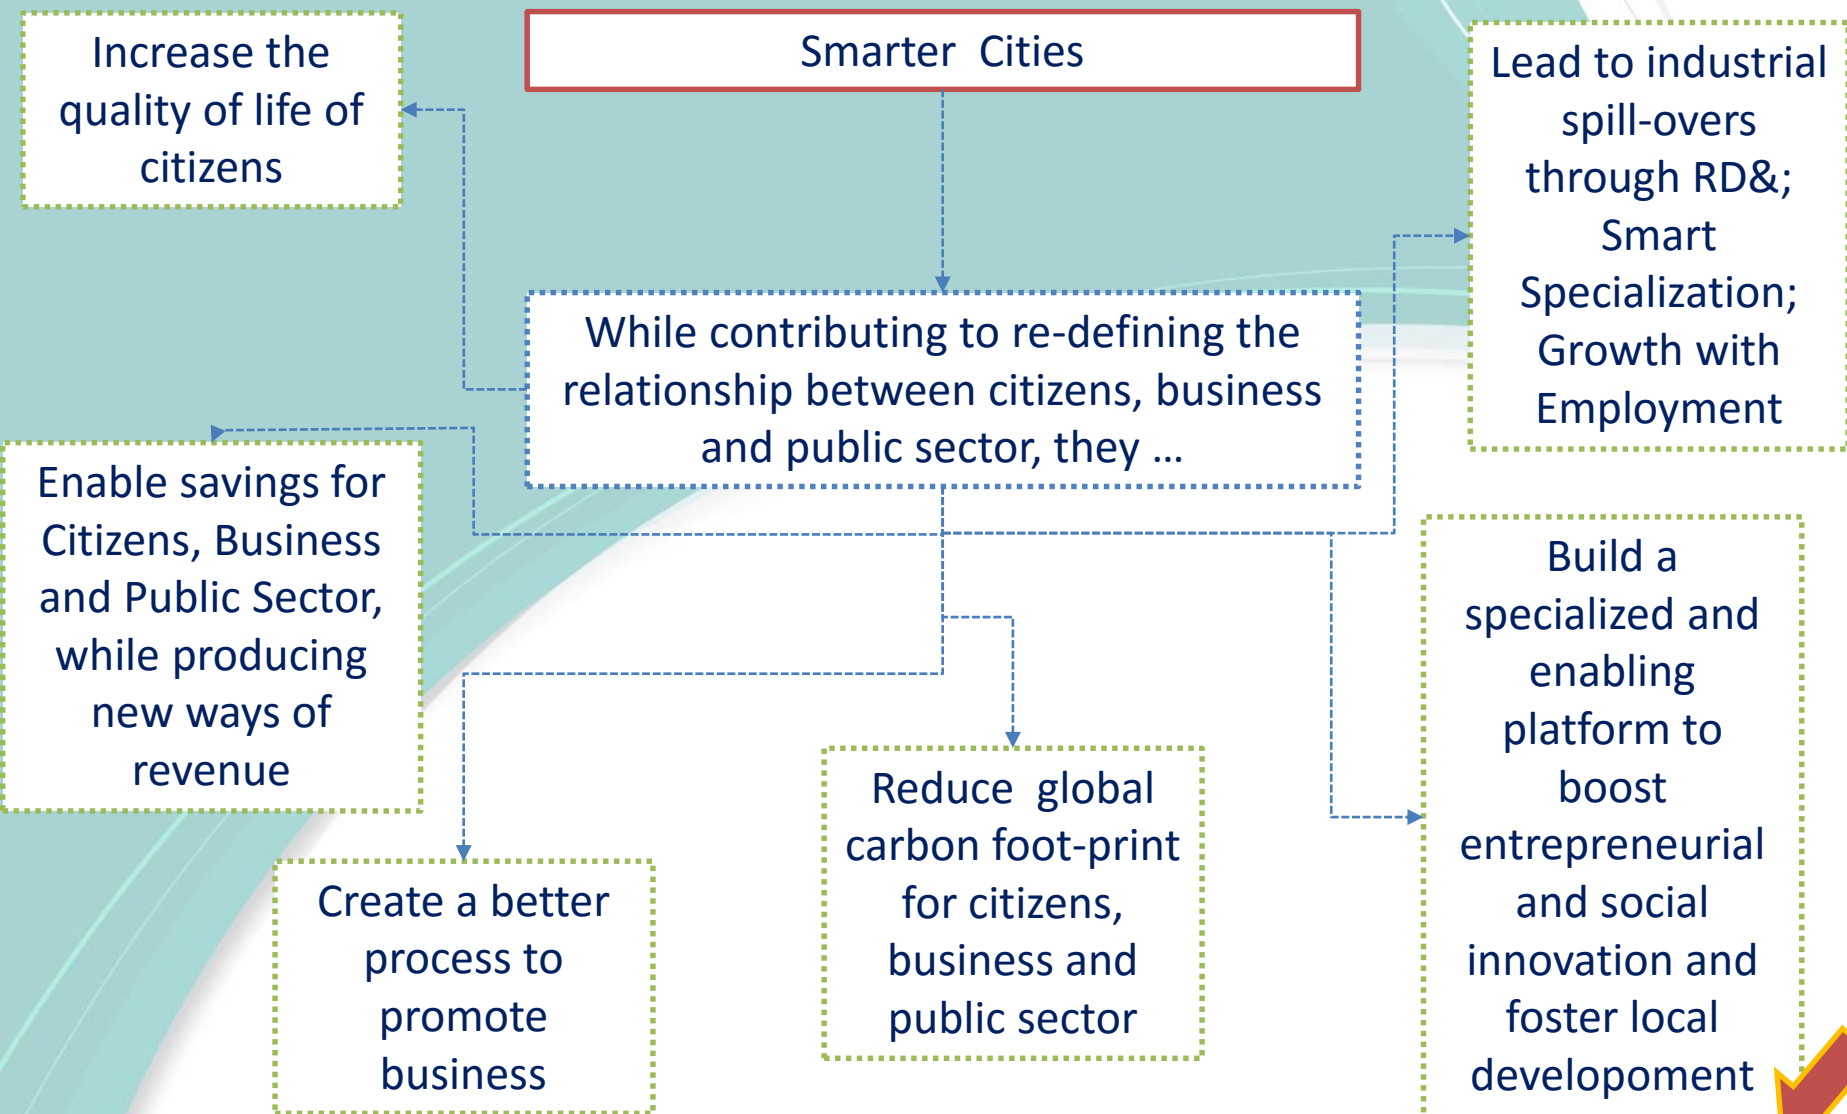 Smarter  Cities
Increase the
quality of life of
citizens
Lead to industrial
spill-overs
through RD&;
Smart
Specialization;
Growth with
Employment
While contributing to re-defining the
relationship between citizens, business
and public sector, they ...
Enable savings for
Citizens, Business
and Public Sector,
while producing
new ways of
revenue
Build a
specialized and
enabling
platform to
boost
entrepreneurial
and social
innovation and
foster local
developoment
Create a better
process to
promote
business
Reduce  global
carbon foot-print
for citizens,
business and
public sector